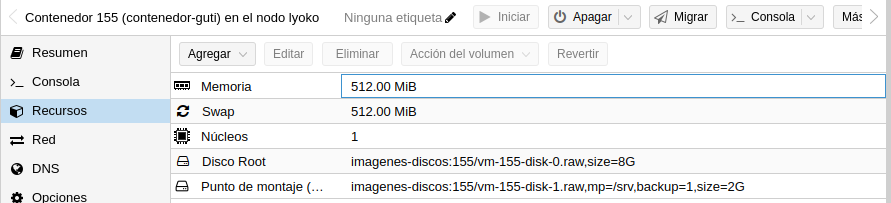 Contenedor 155 (contenedor-guti) en el nodo lyoko Ninguna etiqueta Iniciar Apagar Migrar Consola Más
Resumen Agregar Editar Eliminar Acción del volumen Revertir
Consola Memoria 512.00 MiB
Recursos Swap 512.00 MiB
Red Núcleos 1
DNS Disco Root imagenes-discos:155/vm-155-disk-0.raw,size=8G
Opciones Punto de montaje (… imagenes-discos:155/vm-155-disk-1.raw,mp=/srv,backup=1,size=2G